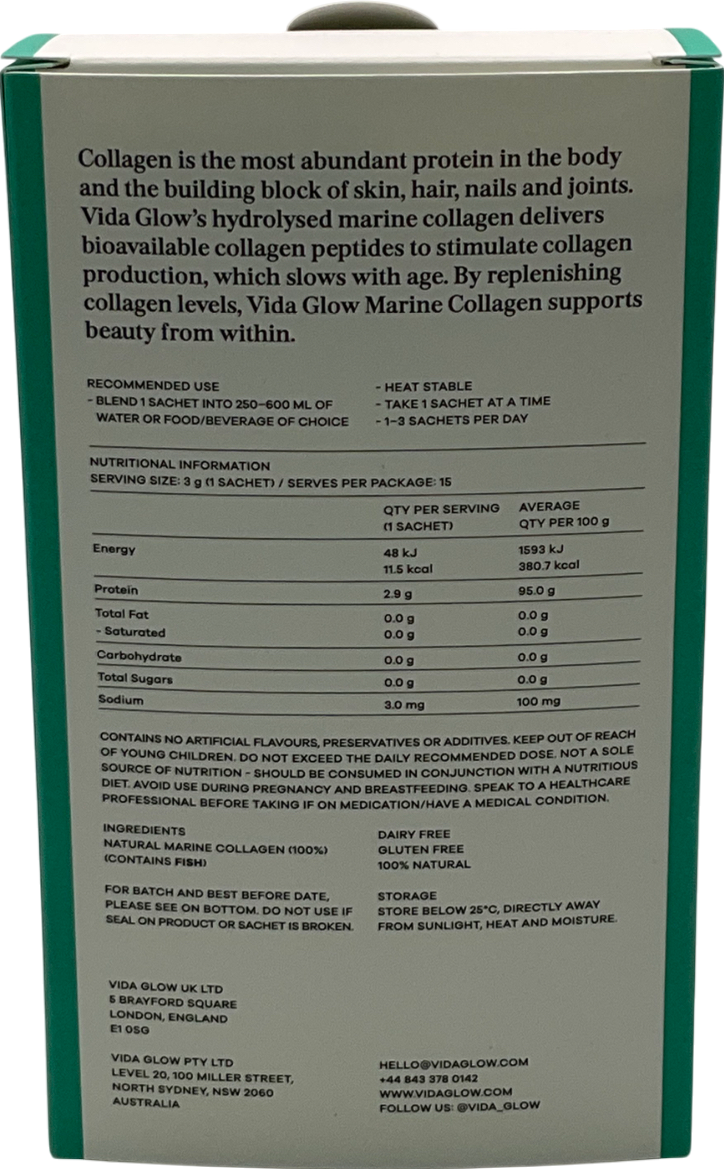 Collagen is the most abundant protein in the body
and the building block of skin, hair, nails and joints.
Vida Glow's hydrolysed marine collagen delivers
bioavailable collagen peptides to stimulate collagen
production, which slows with age. By replenishing
collagen levels, Vida Glow Marine Collagen supports
beauty from within.
RECOMMENDED USE
- BLEND 1 SACHET INTO 250–600 ML OF
WATER OR FOOD/BEVERAGE OF CHOICE
- HEAT STABLE
- TAKE 1 SACHET AT A TIME
- 1–3 SACHETS PER DAY
NUTRITIONAL INFORMATION
SERVING SIZE: 3 g (1 SACHET) / SERVES PER PACKAGE: 15
QTY PER SERVING AVERAGE
(1 SACHET) QTY PER 100 g
Energy 48 kJ 1593 kJ
11.5 kcal 380.7 kcal
Protein 2.9 g 95.0 g
Total Fat 0.0 g 0.0 g
- Saturated 0.0 g 0.0 g
Carbohydrate 0.0 g 0.0 g
Total Sugars 0.0 g 0.0 g
Sodium 3.0 mg 100 mg
CONTAINS NO ARTIFICIAL FLAVOURS, PRESERVATIVES OR ADDITIVES. KEEP OUT OF REACH
OF YOUNG CHILDREN. DO NOT EXCEED THE DAILY RECOMMENDED DOSE. NOT A SOLE
SOURCE OF NUTRITION - SHOULD BE CONSUMED IN CONJUNCTION WITH A NUTRITIOUS
DIET. AVOID USE DURING PREGNANCY AND BREASTFEEDING. SPEAK TO A HEALTHCARE
PROFESSIONAL BEFORE TAKING IF ON MEDICATION/HAVE A MEDICAL CONDITION.
INGREDIENTS
NATURAL MARINE COLLAGEN (100%)
(CONTAINS FISH)
DAIRY FREE
GLUTEN FREE
100% NATURAL
FOR BATCH AND BEST BEFORE DATE,
PLEASE SEE ON BOTTOM. DO NOT USE IF
SEAL ON PRODUCT OR SACHET IS BROKEN.
STORAGE
STORE BELOW 25°C, DIRECTLY AWAY
FROM SUNLIGHT, HEAT AND MOISTURE.
VIDA GLOW UK LTD
5 BRAYFORD SQUARE
LONDON, ENGLAND
E1 0SG
VIDA GLOW PTY LTD
LEVEL 20, 100 MILLER STREET,
NORTH SYDNEY, NSW 2060
AUSTRALIA
HELLO@VIDAGLOW.COM
+44 843 378 0142
WWW.VIDAGLOW.COM
FOLLOW US: @VIDA_GLOW